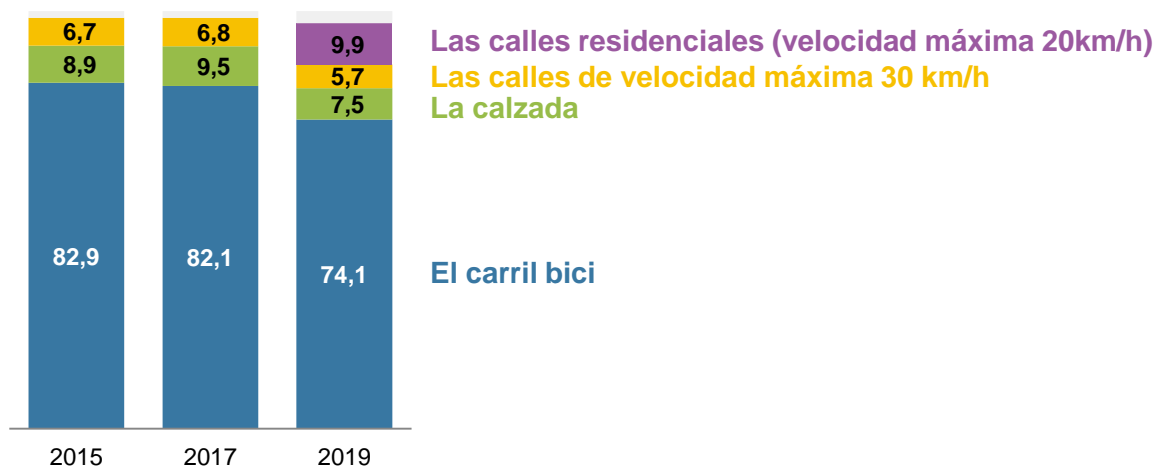 6,7 6,8 9,9 Las calles residenciales (velocidad máxima 20km/h)
8,9 9,5 5,7 Las calles de velocidad máxima 30 km/h
7,5 La calzada
82,9 82,1 74,1 El carril bici
2015 2017 2019